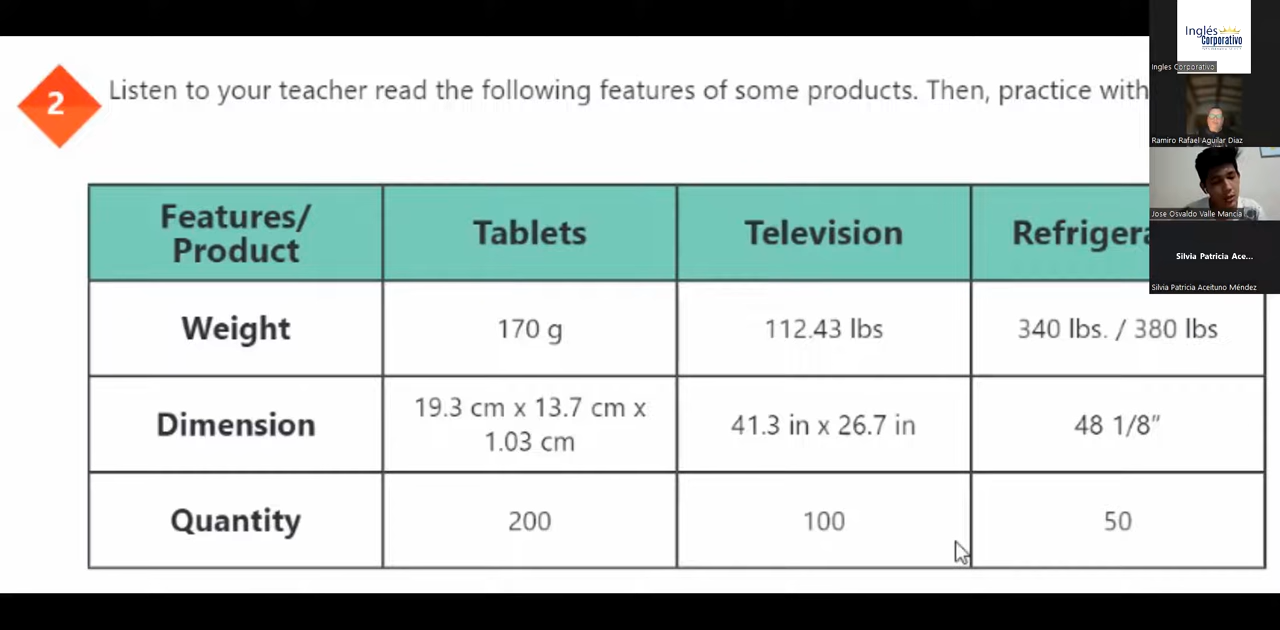 2
Listen to your teacher read the following features of some products. Then, practice with
Features/
Product
Tablets
Television
Weight
170 g
112.43 lbs
340 lbs. / 380 lbs
Dimension
19.3 cm x 13.7 cm x
1.03 cm
41.3 in x 26.7 in
48 1/8”
Quantity
200
100
50
Inglés
Corporativo
Ingles Corporativo
Ramiro Rafael Aguilar Diaz
Jose Osvaldo Valle Mancia
Silvia Patricia Ace...
Silvia Patricia Aceituno Méndez